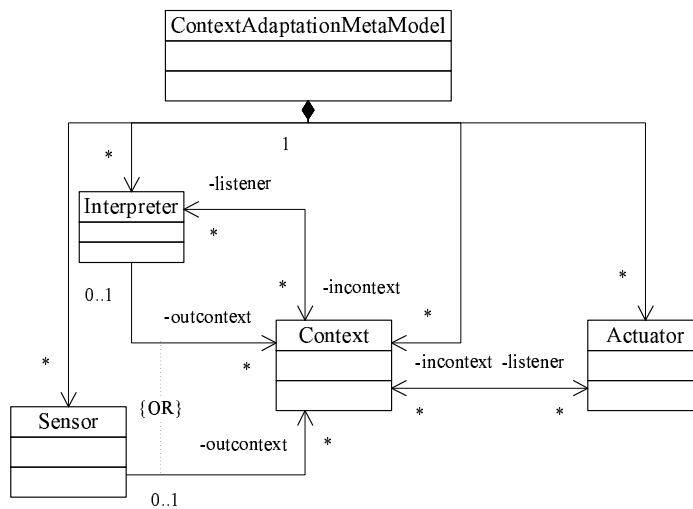 ContextAdaptationMetaModel
1
*
-listener
Interpreter
*
*
*
0..1
-incontext
*
-outcontext
*
Context
Actuator
*
-incontext -listener
*
{OR}
*
*
Sensor
-outcontext
*
0..1